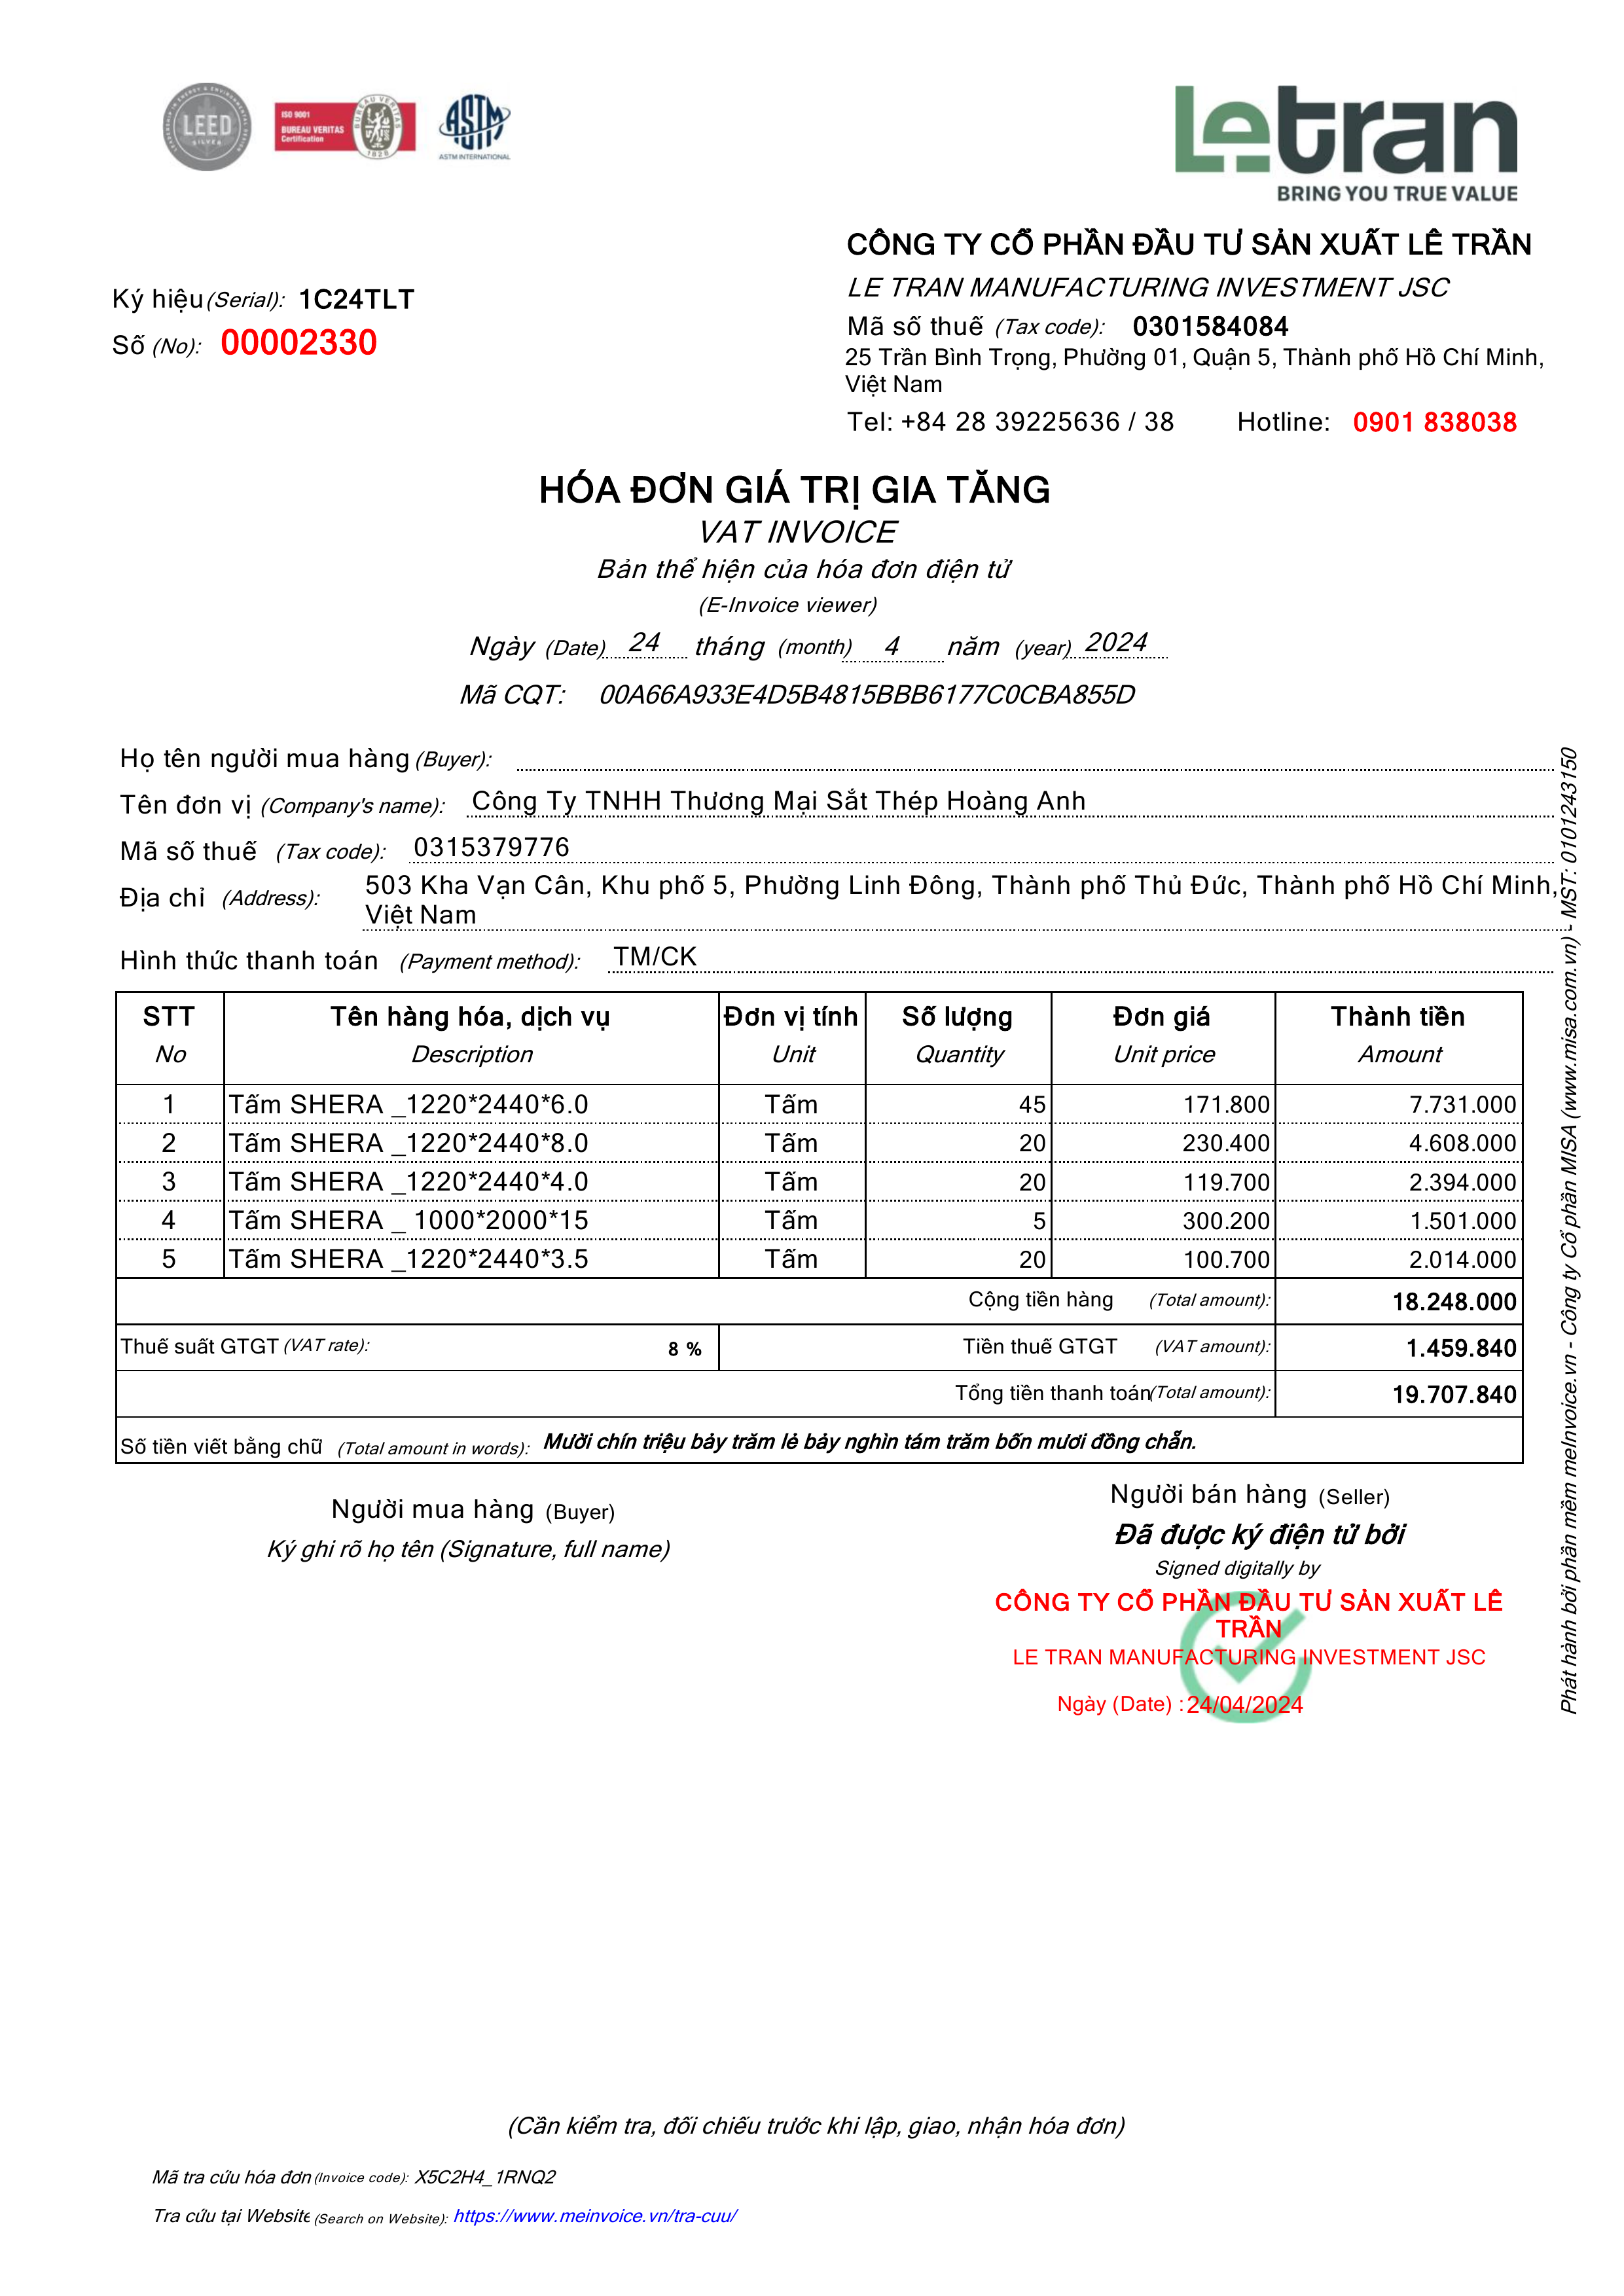 LEED
SILVER
ISO 9001
BUREAU VERITAS
Certification
BUREAU VERITAS
1828
ASTM
ASTM INTERNATIONAL
Letran
BRING YOU TRUE VALUE
CÔNG TY CỔ PHẦN ĐẦU TƯ SẢN XUẤT LÊ TRẦN
LE TRAN MANUFACTURING INVESTMENT JSC
Ký hiệu (Serial): 1C24TLT
Số (No): 00002330
Mã số thuế (Tax code): 0301584084
25 Trần Bình Trọng, Phường 01, Quận 5, Thành phố Hồ Chí Minh,
Việt Nam
Tel: +84 28 39225636 / 38 Hotline: 0901 838038
HÓA ĐƠN GIÁ TRỊ GIA TĂNG
VAT INVOICE
Bản thể hiện của hóa đơn điện tử
(E-Invoice viewer)
Ngày (Date) 24 tháng (month) 4 năm (year) 2024
Mã CQT: 00A66A933E4D5B4815BBB6177C0CBA855D
Họ tên người mua hàng (Buyer):
Tên đơn vị (Company's name): Công Ty TNHH Thương Mại Sắt Thép Hoàng Anh
Mã số thuế (Tax code): 0315379776
Địa chỉ (Address): 503 Kha Vạn Cân, Khu phố 5, Phường Linh Đông, Thành phố Thủ Đức, Thành phố Hồ Chí Minh,
Việt Nam
Hình thức thanh toán (Payment method): TM/CK
STT Tên hàng hóa, dịch vụ Đơn vị tính Số lượng Đơn giá Thành tiền
No Description Unit Quantity Unit price Amount
1 Tấm SHERA _1220*2440*6.0 Tấm 45 171.800 7.731.000
2 Tấm SHERA _1220*2440*8.0 Tấm 20 230.400 4.608.000
3 Tấm SHERA _1220*2440*4.0 Tấm 20 119.700 2.394.000
4 Tấm SHERA _ 1000*2000*15 Tấm 5 300.200 1.501.000
5 Tấm SHERA _1220*2440*3.5 Tấm 20 100.700 2.014.000
Cộng tiền hàng (Total amount): 18.248.000
Thuế suất GTGT (VAT rate): 8 % Tiền thuế GTGT (VAT amount): 1.459.840
Tổng tiền thanh toán(Total amount): 19.707.840
Số tiền viết bằng chữ (Total amount in words): Mười chín triệu bảy trăm lẻ bảy nghìn tám trăm bốn mươi đồng chẵn.
Người mua hàng (Buyer)
Ký ghi rõ họ tên (Signature, full name)
Người bán hàng (Seller)
Đã được ký điện tử bởi
Signed digitally by
CÔNG TY CỔ PHẦN ĐẦU TƯ SẢN XUẤT LÊ
TRẦN
LE TRAN MANUFACTURING INVESTMENT JSC
Ngày (Date) : 24/04/2024
Phát hành bởi phần mềm meInvoice.vn - Công ty Cổ phần MISA (www.misa.com.vn) - MST: 0101243150
(Cần kiểm tra, đối chiếu trước khi lập, giao, nhận hóa đơn)
Mã tra cứu hóa đơn (Invoice code): X5C2H4_1RNQ2
Tra cứu tại Website (Search on Website): https://www.meinvoice.vn/tra-cuu/